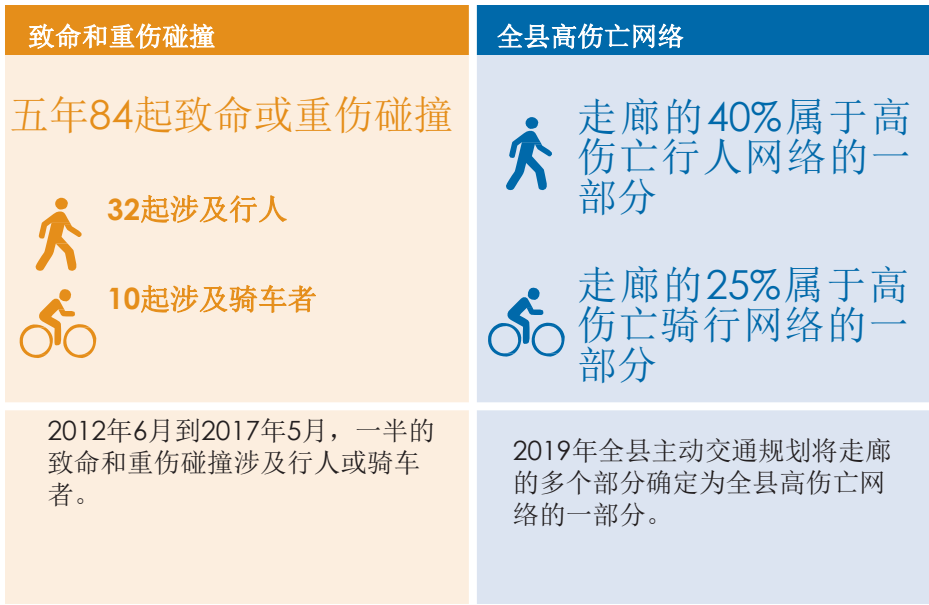 致命和重伤碰撞
五年84起致命或重伤碰撞
32起涉及行人
10起涉及骑车者
2012年6月到2017年5月，一半的
致命和重伤碰撞涉及行人或骑车
者。
全县高伤亡网络
走廊的40%属于高
伤亡行人网络的一
部分
走廊的25%属于高
伤亡骑行网络的一
部分
2019年全县主动交通规划将走廊
的多个部分确定为全县高伤亡网
络的一部分。